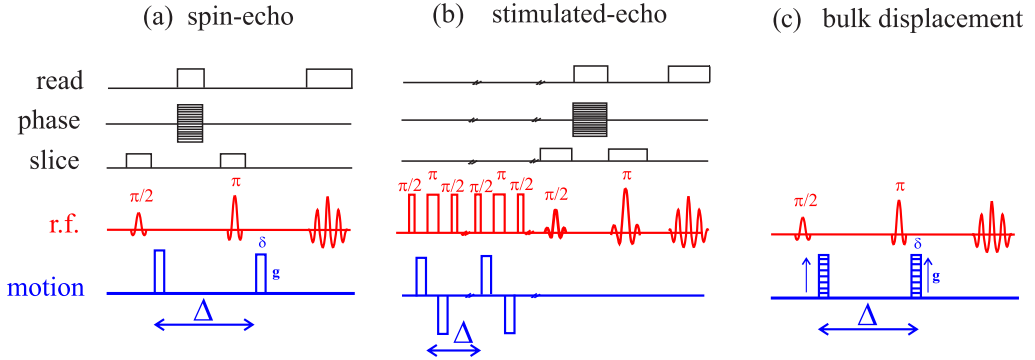 (a) spin-echo
(b) stimulated-echo
(c) bulk displacement
read
phase
slice
r.f.
motion
π/2
π
δ
g
Δ
π/2 π π/2 π/2 π π/2
π/2
π
Δ
π/2
π
δ
g
Δ